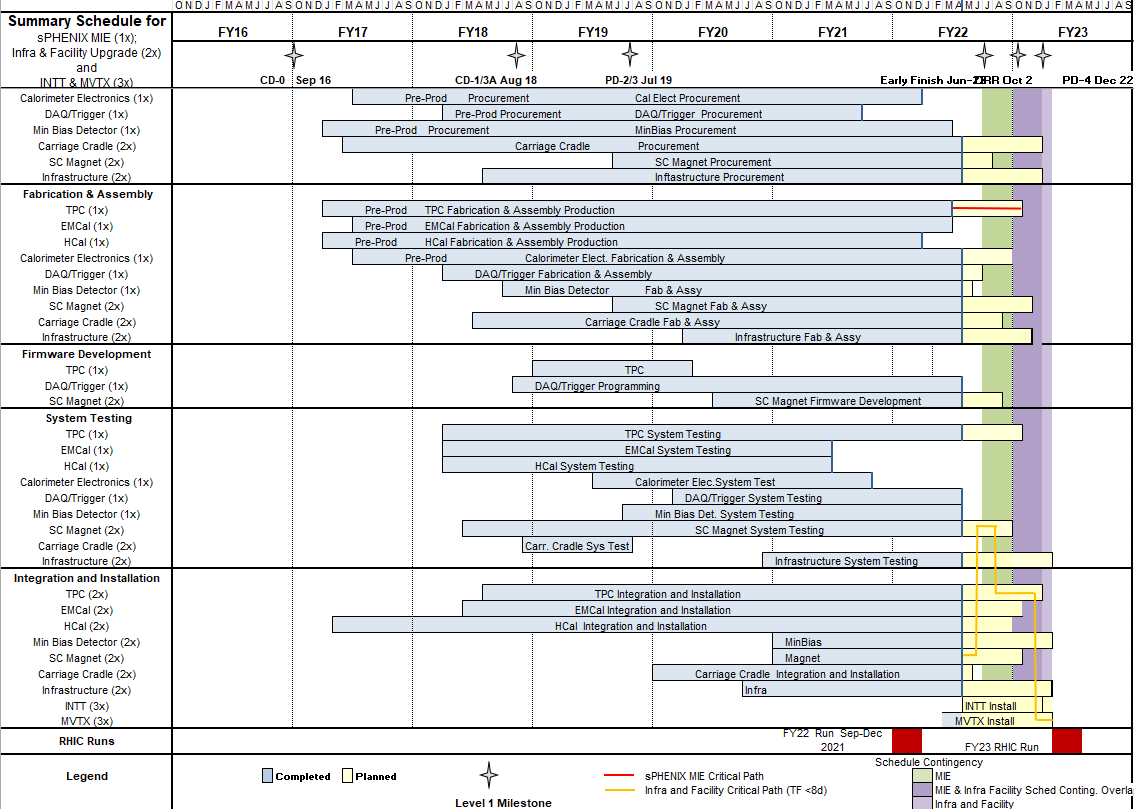 O N D J F M A M J J A S O N D J F M A M J J A S O N D J F M A M J J A S O N D J F M A M J J A S O N D J F M A M J J A S O N D J F M A M J J A S O N D J F M A M J J A S O N D J F M A M J J A S
Summary Schedule for
sPHENIX MIE (1x);
Infra & Facility Upgrade (2x)
and
INTT & MVTX (3x)
FY16 FY17 FY18 FY19 FY20 FY21 FY22 FY23
CD-0 Sep 16 CD-1/3A Aug 18 PD-2/3 Jul 19 Early Finish Jun-22 Oct 2 PD-4 Dec 22
Calorimeter Electronics (1x) Pre-Prod Procurement Cal Elect Procurement
DAQ/Trigger (1x) Pre-Prod Procurement DAQ/Trigger Procurement
Min Bias Detector (1x) Pre-Prod Procurement MinBias Procurement
Carriage Cradle (2x) Carriage Cradle Procurement
SC Magnet (2x) SC Magnet Procurement
Infrastructure (2x) Inftastructure Procurement
Fabrication & Assembly
TPC (1x) Pre-Prod TPC Fabrication & Assembly Production
EMCal (1x) Pre-Prod EMCal Fabrication & Assembly Production
HCal (1x) Pre-Prod HCal Fabrication & Assembly Production
Calorimeter Electronics (1x) Pre-Prod Calorimeter Elect. Fabrication & Assembly
DAQ/Trigger (1x) DAQ/Trigger Fabrication & Assembly
Min Bias Detector (1x) Min Bias Detector Fab & Assy
SC Magnet (2x) SC Magnet Fab & Assy
Carriage Cradle (2x) Carriage Cradle Fab & Assy
Infrastructure (2x) Infrastructure Fab & Assy
Firmware Development
TPC (1x) TPC
DAQ/Trigger (1x) DAQ/Trigger Programming
SC Magnet (2x) SC Magnet Firmware Development
System Testing
TPC (1x) TPC System Testing
EMCal (1x) EMCal System Testing
HCal (1x) HCal System Testing
Calorimeter Electronics (1x) Calorimeter Elec.System Test
DAQ/Trigger (1x) DAQ/Trigger System Testing
Min Bias Detector (1x) Min Bias Det. System Testing
SC Magnet (2x) SC Magnet System Testing
Carriage Cradle (2x) Carr. Cradle Sys Test
Infrastructure (2x) Infrastructure System Testing
Integration and Installation
TPC (2x) TPC Integration and Installation
EMCal (2x) EMCal Integration and Installation
HCal (2x) HCal Integration and Installation
Min Bias Detector (2x) MinBias
SC Magnet (2x) Magnet
Carriage Cradle (2x) Carriage Cradle Integration and Installation
Infrastructure (2x) Infra
INTT (3x) INTT Install
MVTX (3x) MVTX Install
RHIC Runs FY22 Run Sep-Dec
2021 FY23 RHIC Run
Schedule Contingency
Legend Completed Planned sPHENIX MIE Critical Path MIE
Infra and Facility Critical Path (TF <8d) MIE & Infra Facility Sched Conting. Overla
Level 1 Milestone Infra and Facility